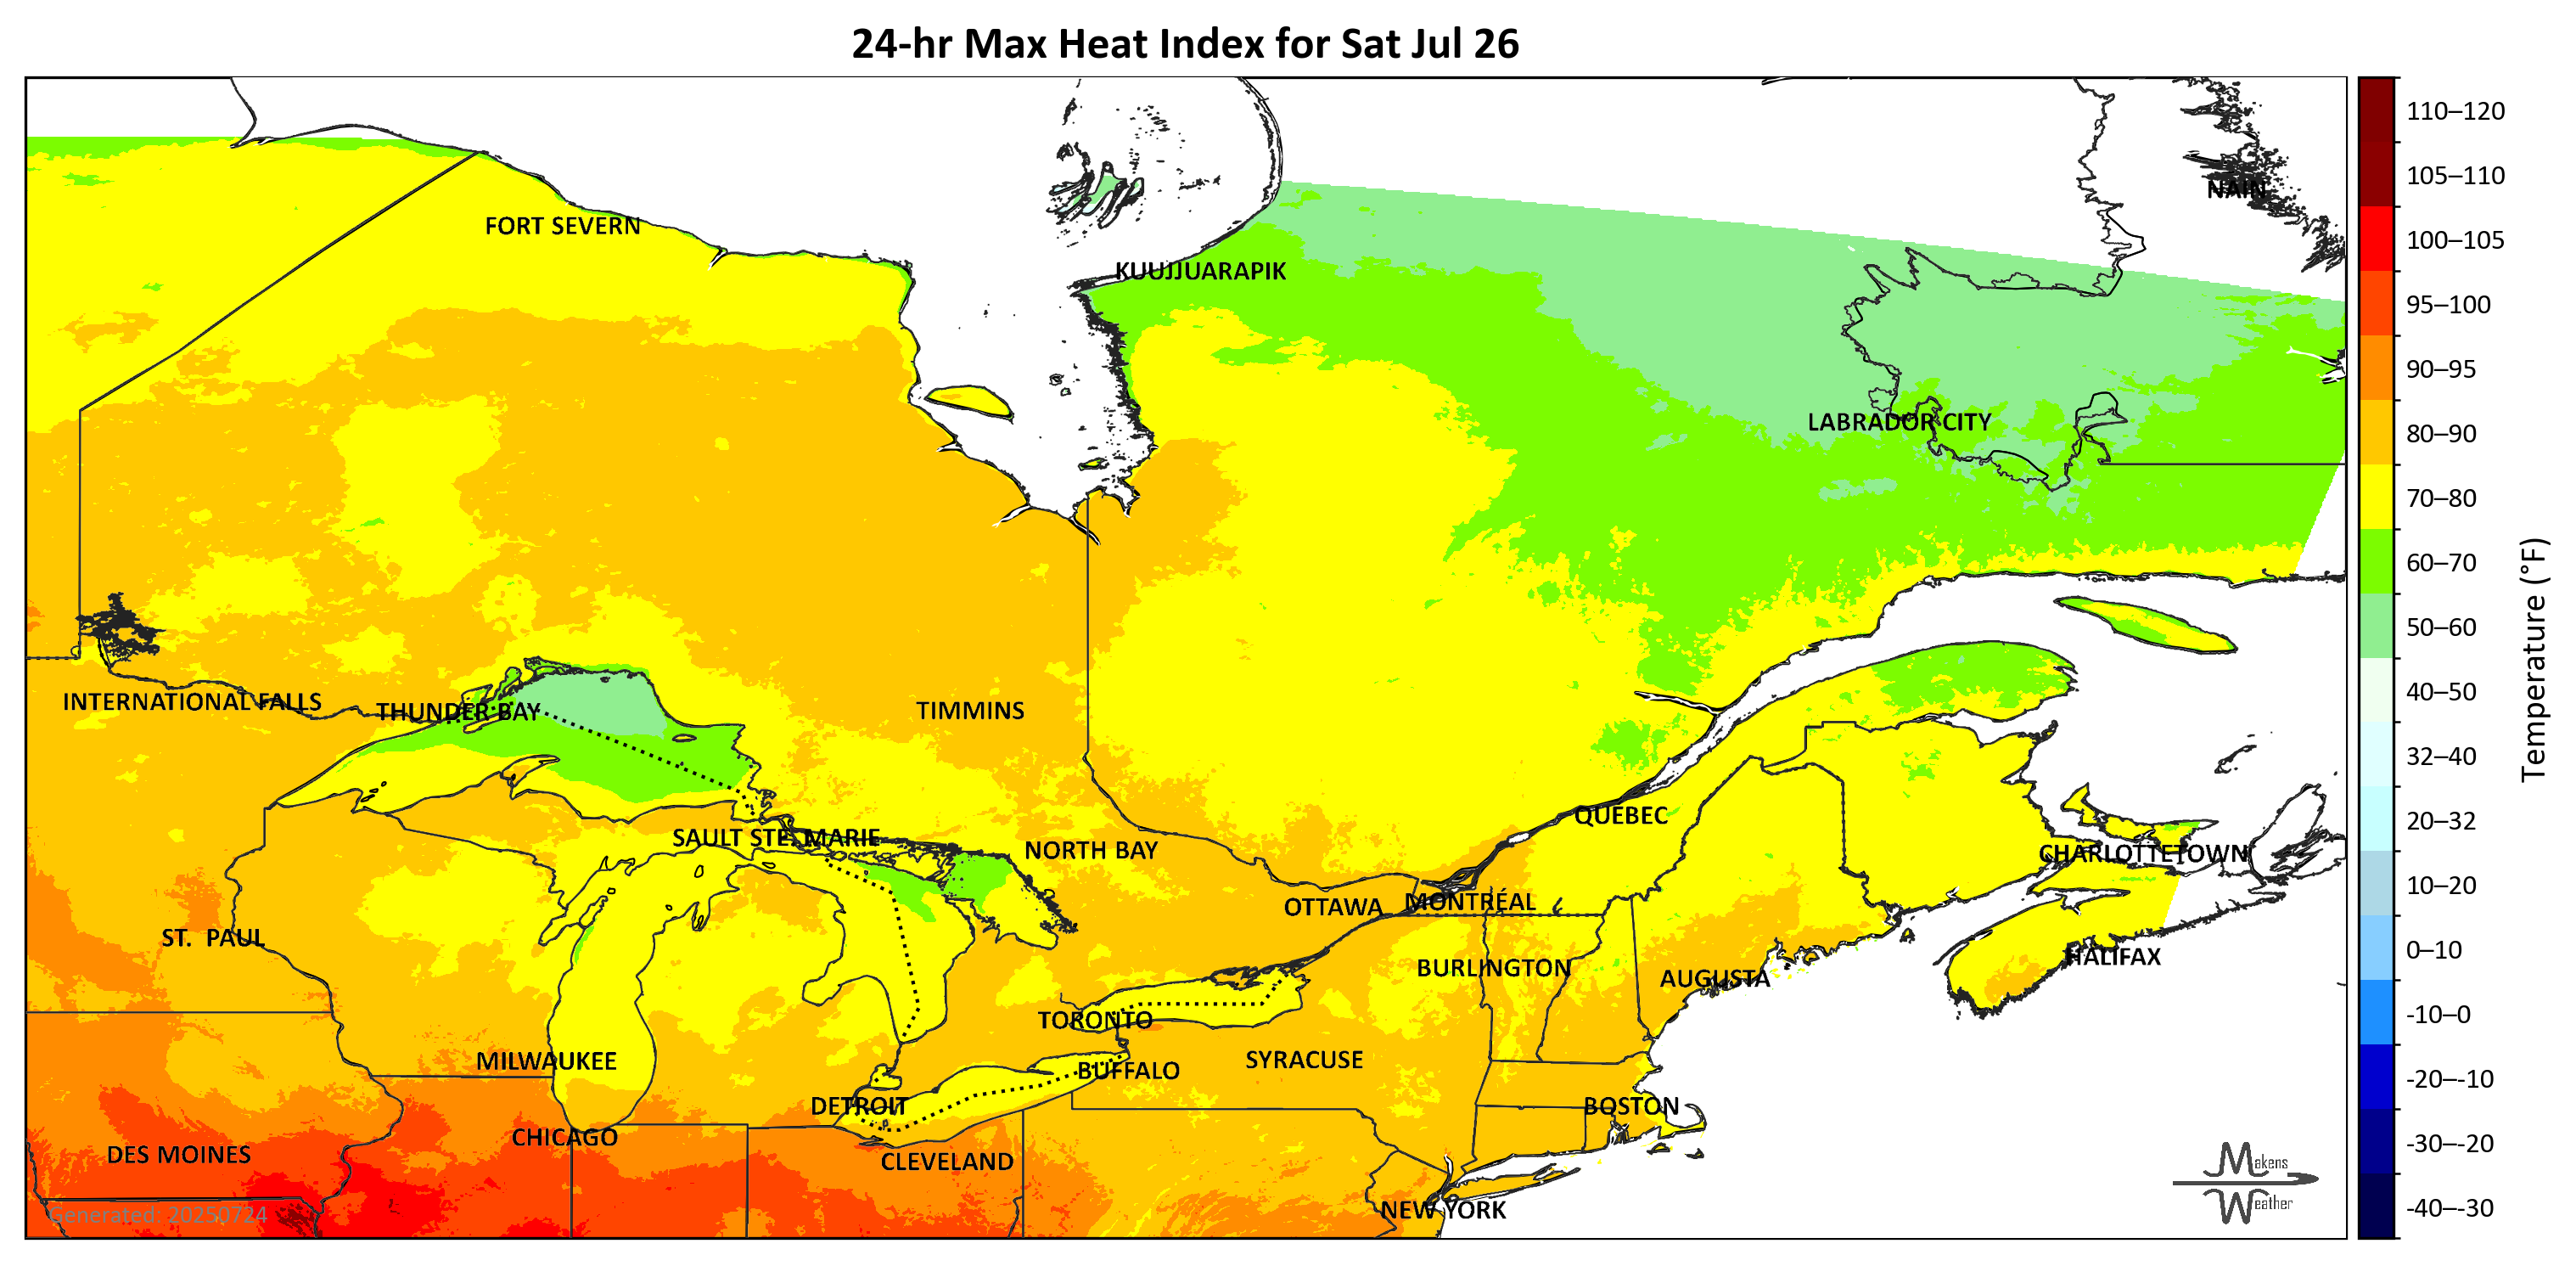 24-hr Max Heat Index for Sat Jul 26
NAIN
FORT SEVERN
KUUJJUARAPIK
LABRADOR CITY
INTERNATIONAL FALLS
THUNDER BAY
TIMMINS
SAULT STE. MARIE
NORTH BAY
QUÉBEC
CHARLOTTETOWN
OTTAWA
MONTRÉAL
ST. PAUL
HALIFAX
BURLINGTON
AUGUSTA
TORONTO
MILWAUKEE
BUFFALO
SYRACUSE
DETROIT
BOSTON
CHICAGO
DES MOINES
CLEVELAND
NEW YORK
Generated: 20250724
Makens
Weather
110–120
105–110
100–105
95–100
90–95
80–90
70–80
60–70
50–60
40–50
32–40
20–32
10–20
0–10
-10–0
-20–-10
-30–-20
-40–-30
Temperature (°F)